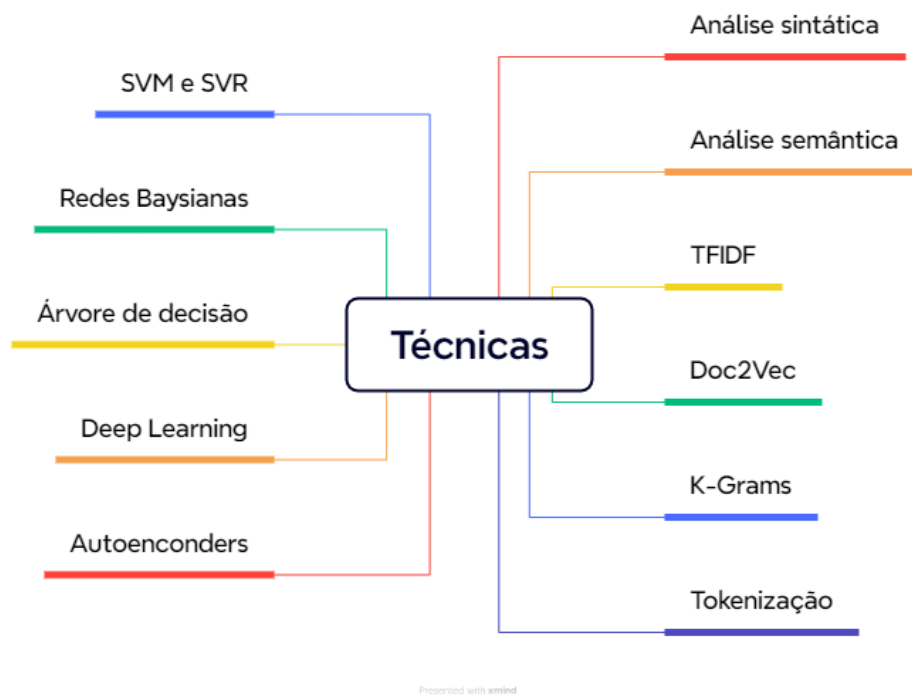 Análise sintática
SVM e SVR
Análise semântica
Redes Baysianas
TFIDF
Árvore de decisão
Técnicas
Doc2Vec
Deep Learning
K-Grams
Autoenconders
Tokenização
Presented with xmind